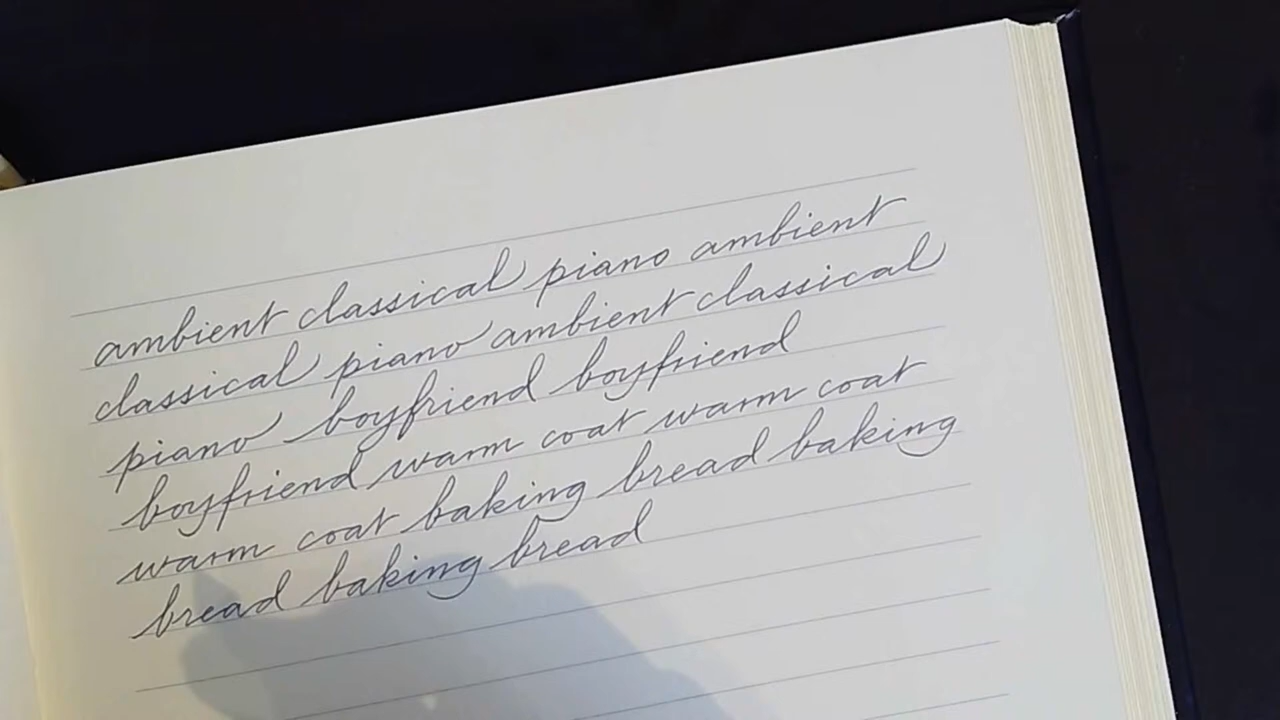 ambient classical piano ambient
classical piano ambient classical
piano boyfriend boyfriend
boyfriend warm coat warm coat
warm coat baking bread baking
bread baking bread